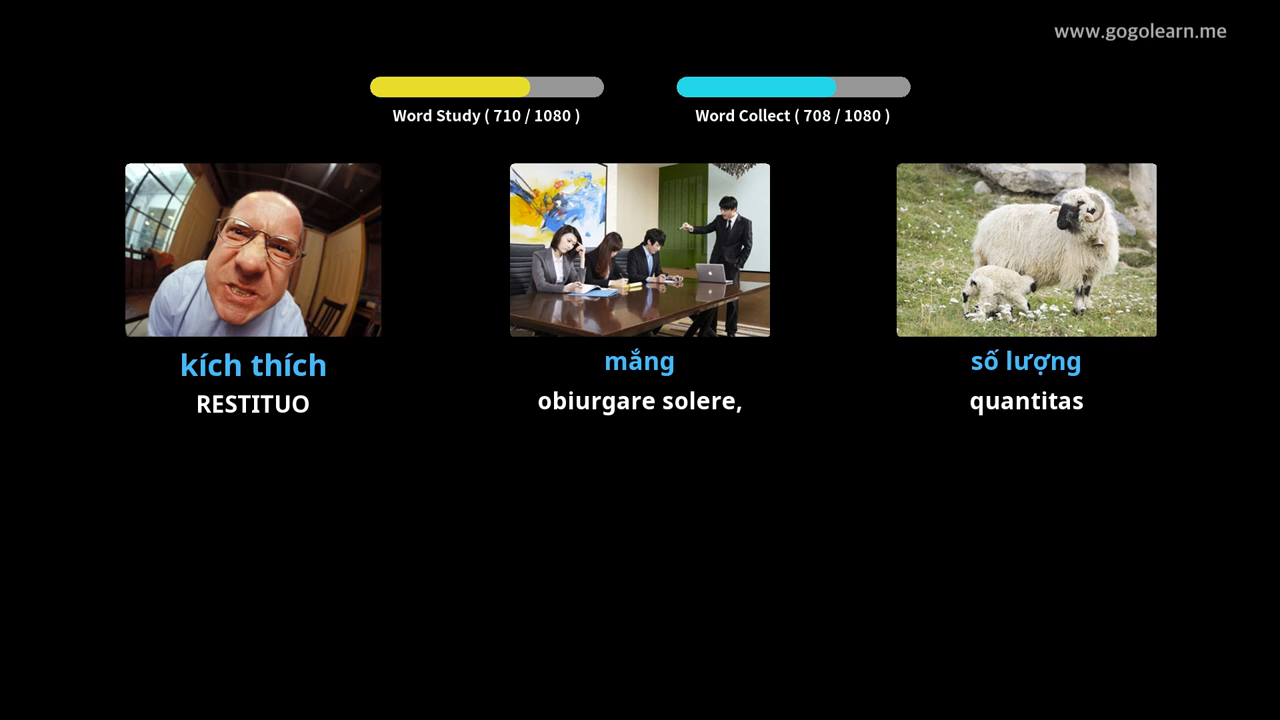 www.gogolearn.me
Word Study ( 710 / 1080 )
Word Collect ( 708 / 1080 )
kích thích
RESTITUO
mắng
obiurgare solere,
số lượng
quantitas